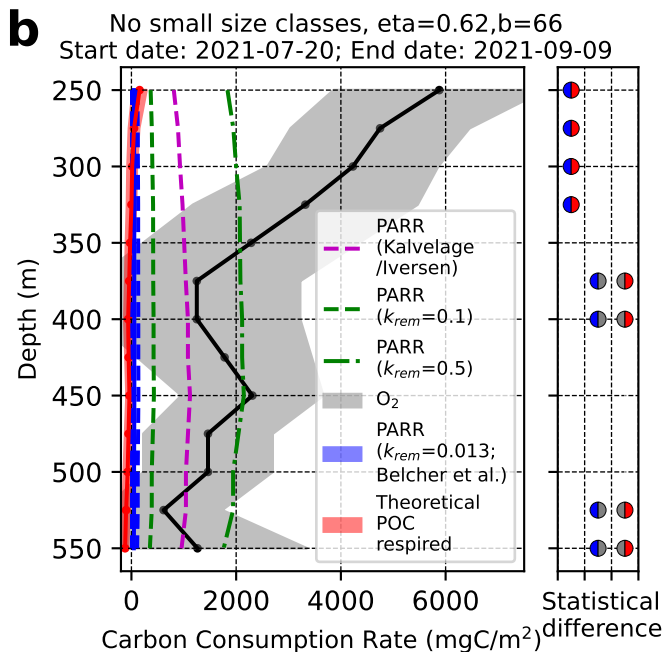 b
No small size classes, eta=0.62,b=66
Start date: 2021-07-20; End date: 2021-09-09
250
300
350
400
450
500
550
Depth (m)
PARR
(Kalvelage
/Iversen)
PARR
(k_rem=0.1)
PARR
(k_rem=0.5)
O₂
PARR
(k_rem=0.013;
Belcher et al.)
Theoretical
POC
respired
0 2000 4000 6000
Carbon Consumption Rate (mgC/m²)
Statistical
difference